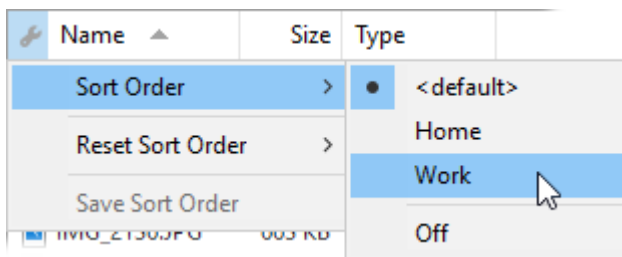 Name Size Type
Sort Order
Reset Sort Order
Save Sort Order
<default>
Home
Work
Off